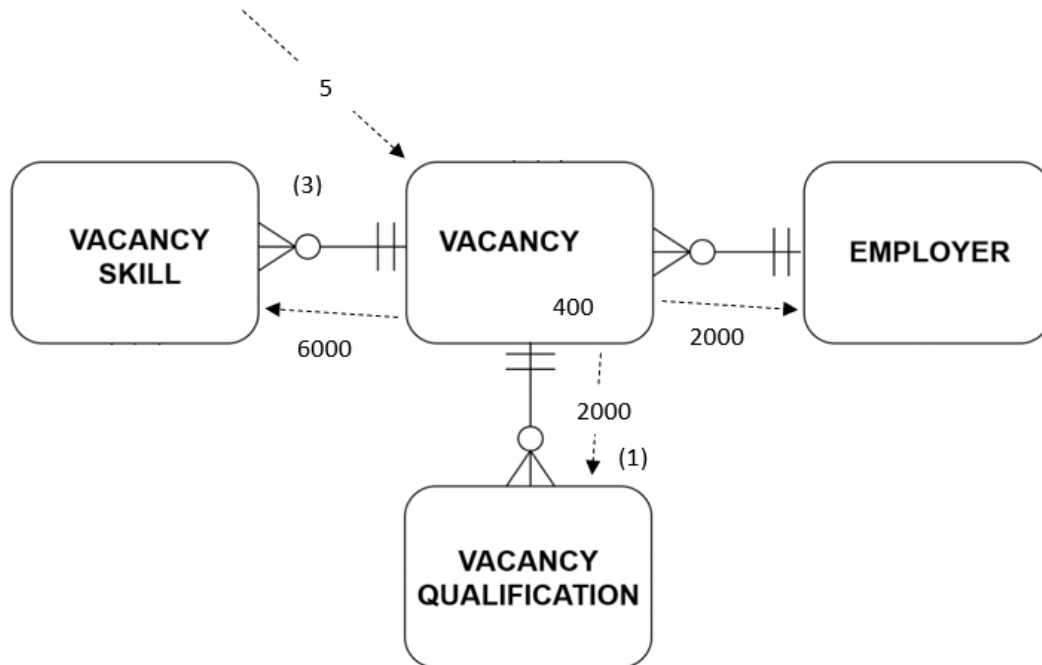 5
(3)
VACANCY
SKILL
VACANCY
EMPLOYER
400
6000
2000
2000
(1)
VACANCY
QUALIFICATION